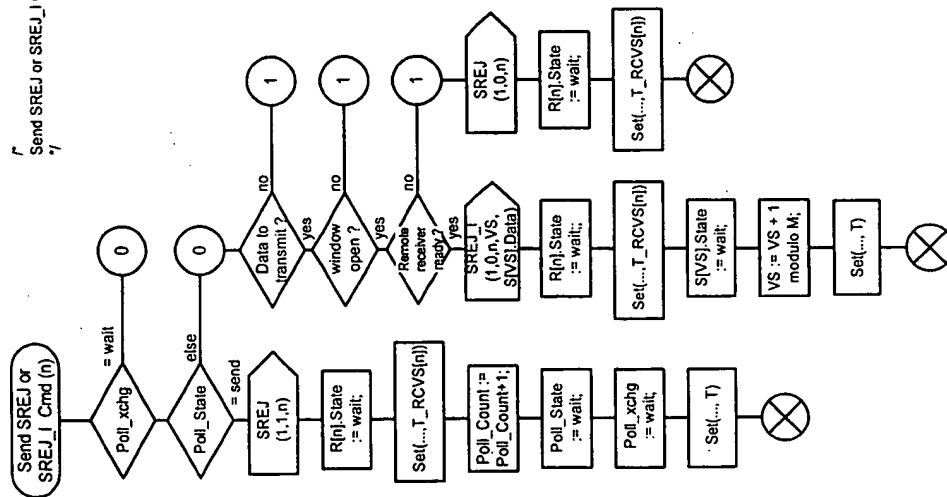 /*
Send SREJ or SREJ_I
*/
Send SREJ or
SREJ_I Cmd (n)
Poll_xchg
= wait
0
Poll_State
else
0
= send
SREJ
(1,1,n)
R[n].State
:= wait;
Set(...,T_RCVS[n])
Poll_Count :=
Poll_Count+1;
Poll_State
:= wait;
Poll_xchg
:= wait;
Set(..., T)
Data to
transmit ?
no
1
yes
window
open ?
no
1
yes
Remote
receiver
ready ?
no
1
yes
SREJ_I
(1,0,n,VS,
S[VS].Data)
R[n].State
:= wait;
Set(...,T_RCVS[n])
S[VS].State
:= wait;
VS := VS + 1
modulo M;
Set(..., T)
SREJ
(1,0,n)
R[n].State
:= wait;
Set(...,T_RCVS[n])